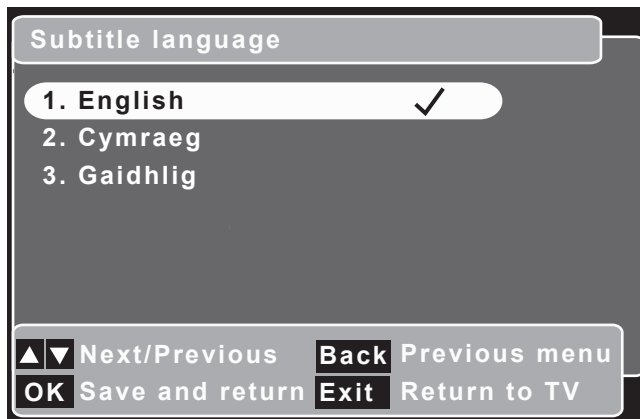 Subtitle language
1. English ✓
2. Cymraeg
3. Gaidhlig
▲▼ Next/Previous Back Previous menu
OK Save and return Exit Return to TV